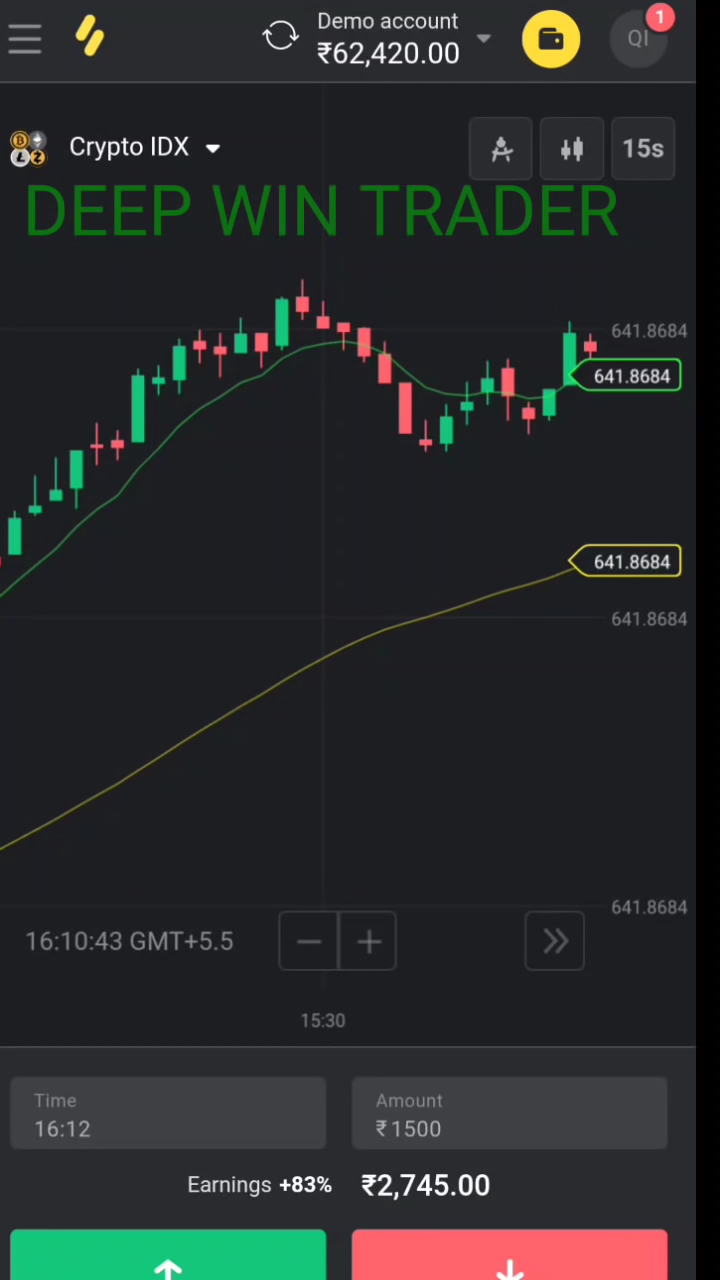 Demo account
₹62,420.00
QI
1
Crypto IDX
15s
DEEP WIN TRADER
641.8684
641.8684
641.8684
641.8684
641.8684
16:10:43 GMT+5.5
15:30
Time
16:12
Amount
₹1500
Earnings +83% ₹2,745.00